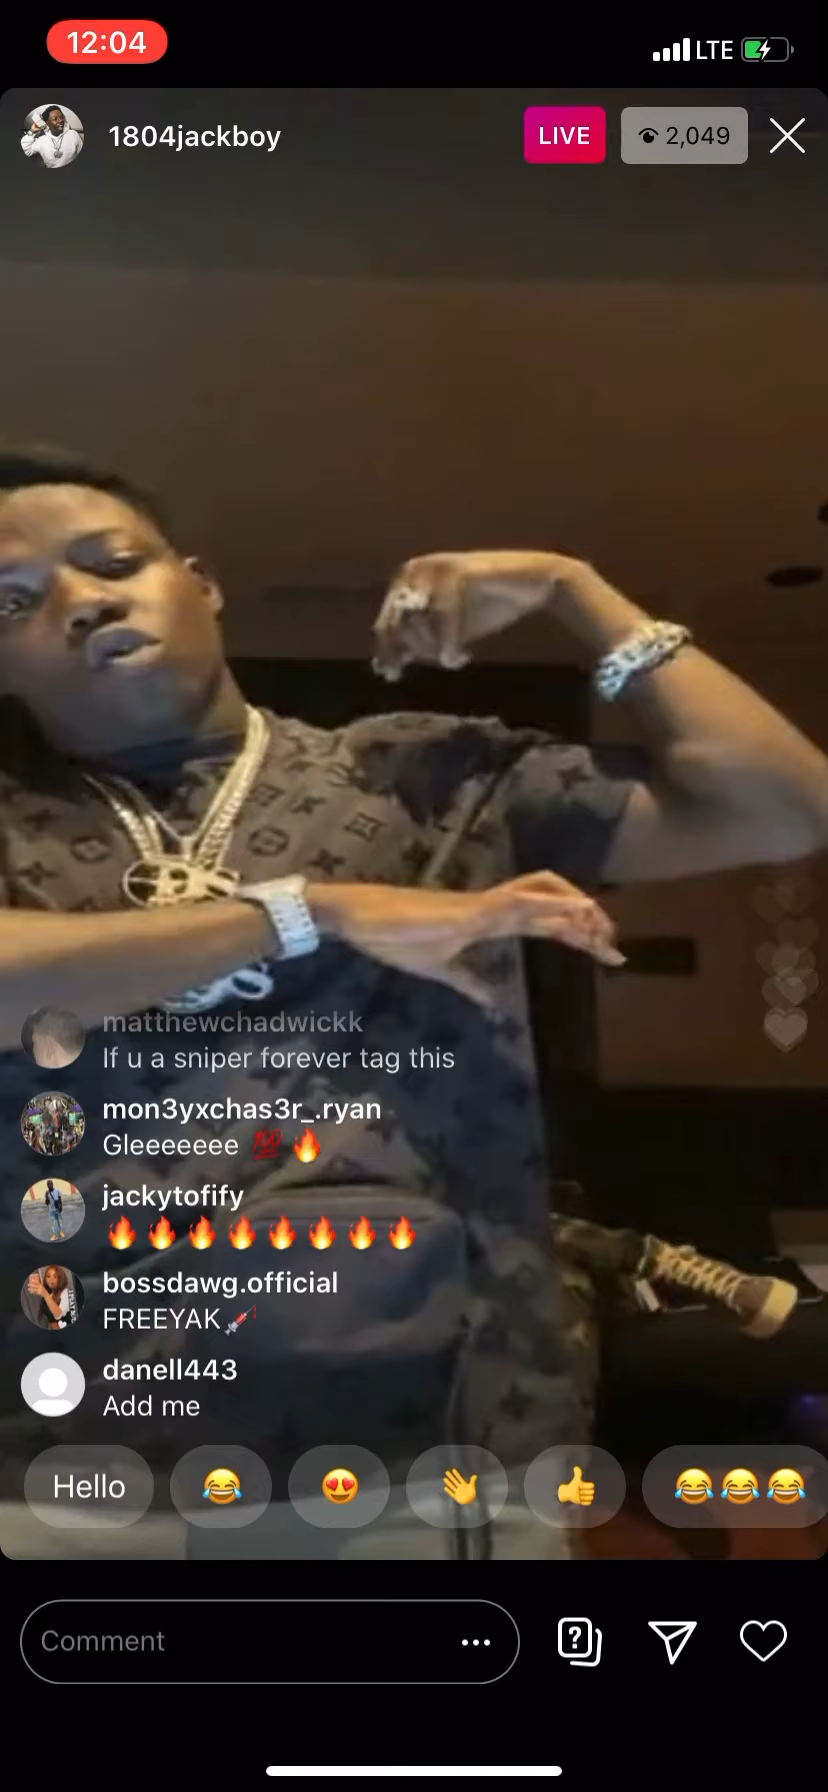 12:04
LTE
1804jackboy
LIVE
2,049
matthewchadwickk
If u a sniper forever tag this
mon3yxchas3r_.ryan
Gleeeeeee 💯🔥
jackytofify
🔥🔥🔥🔥🔥🔥🔥🔥
bossdawg.official
FREEYAK💉
danell443
Add me
Hello 😂 😍 👋 👍 😂😂😂
Comment